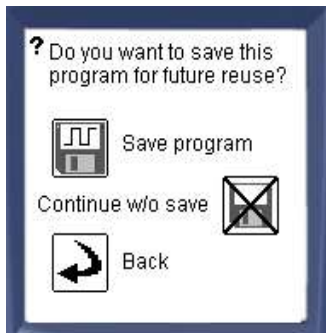 ? Do you want to save this
program for future reuse?
Save program
Continue w/o save
Back